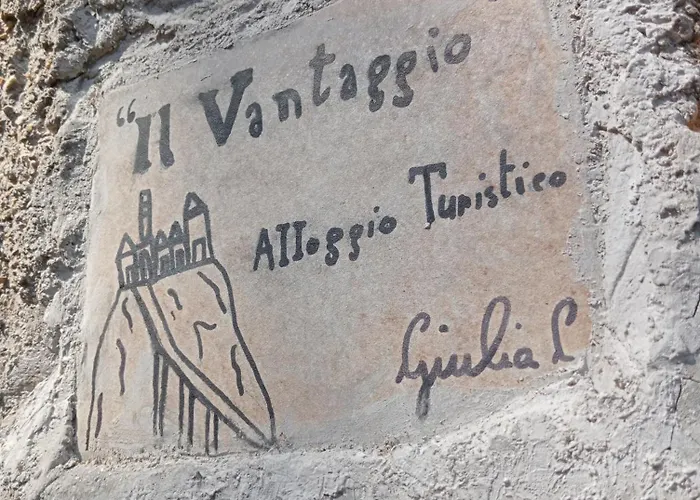 “Il Vantaggio
Alloggio Turistico
Giulia L